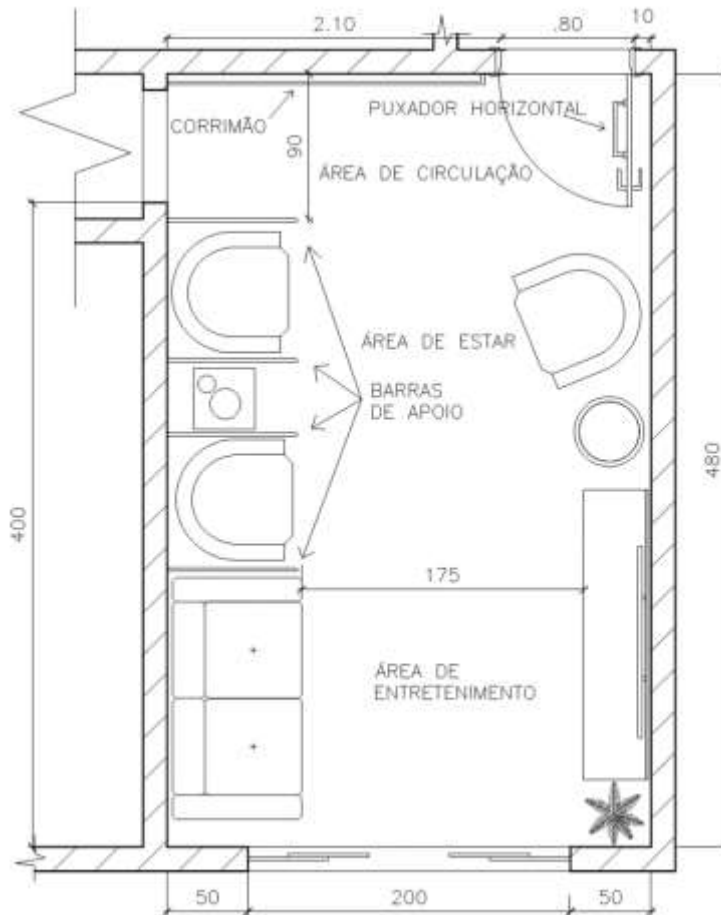 2.10
.80
10
CORRIMÃO
PUXADOR HORIZONTAL
90
ÁREA DE CIRCULAÇÃO
ÁREA DE ESTAR
BARRAS
DE APOIO
400
480
175
ÁREA DE
ENTRETENIMENTO
50
200
50